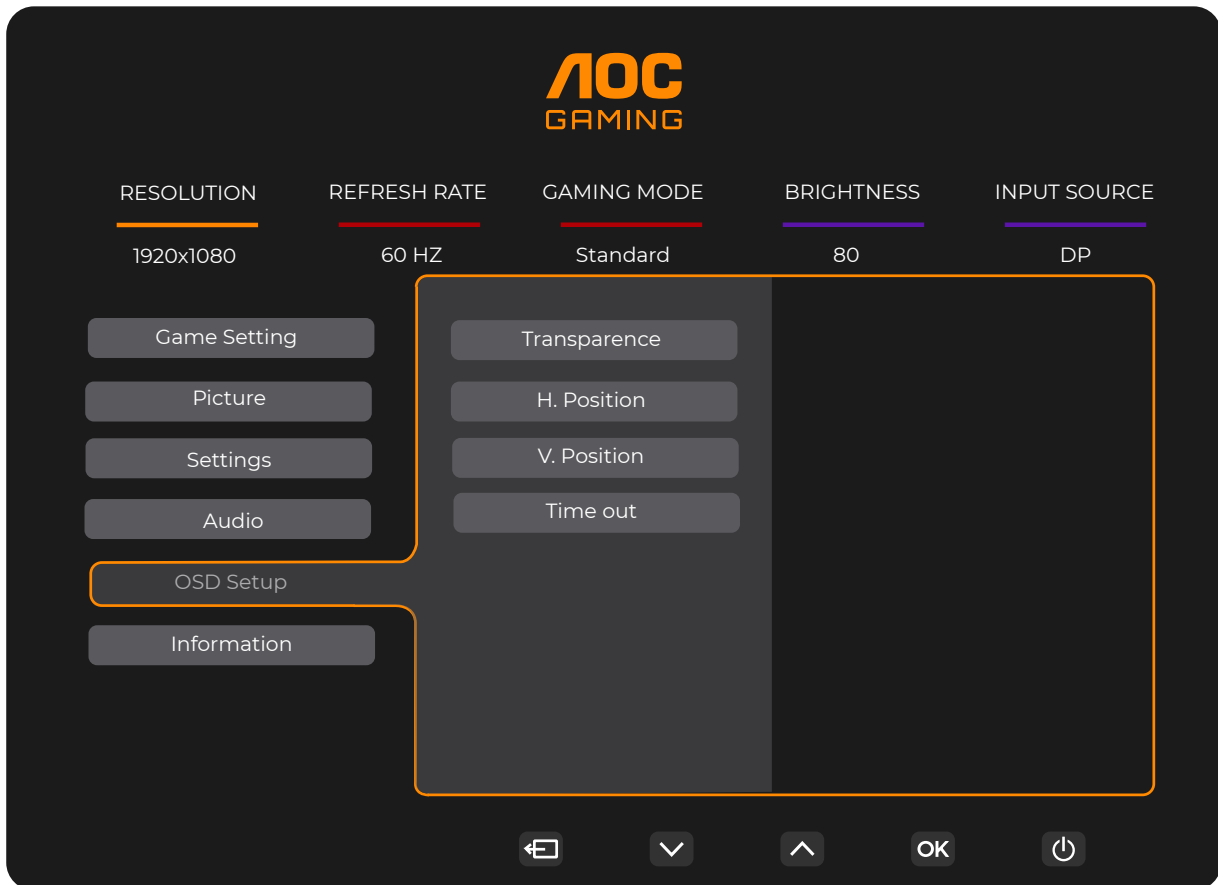 AOC
GAMING
RESOLUTION REFRESH RATE GAMING MODE BRIGHTNESS INPUT SOURCE
1920x1080 60 HZ Standard 80 DP
Game Setting Transparence
Picture H. Position
Settings V. Position
Audio Time out
OSD Setup
Information
OK